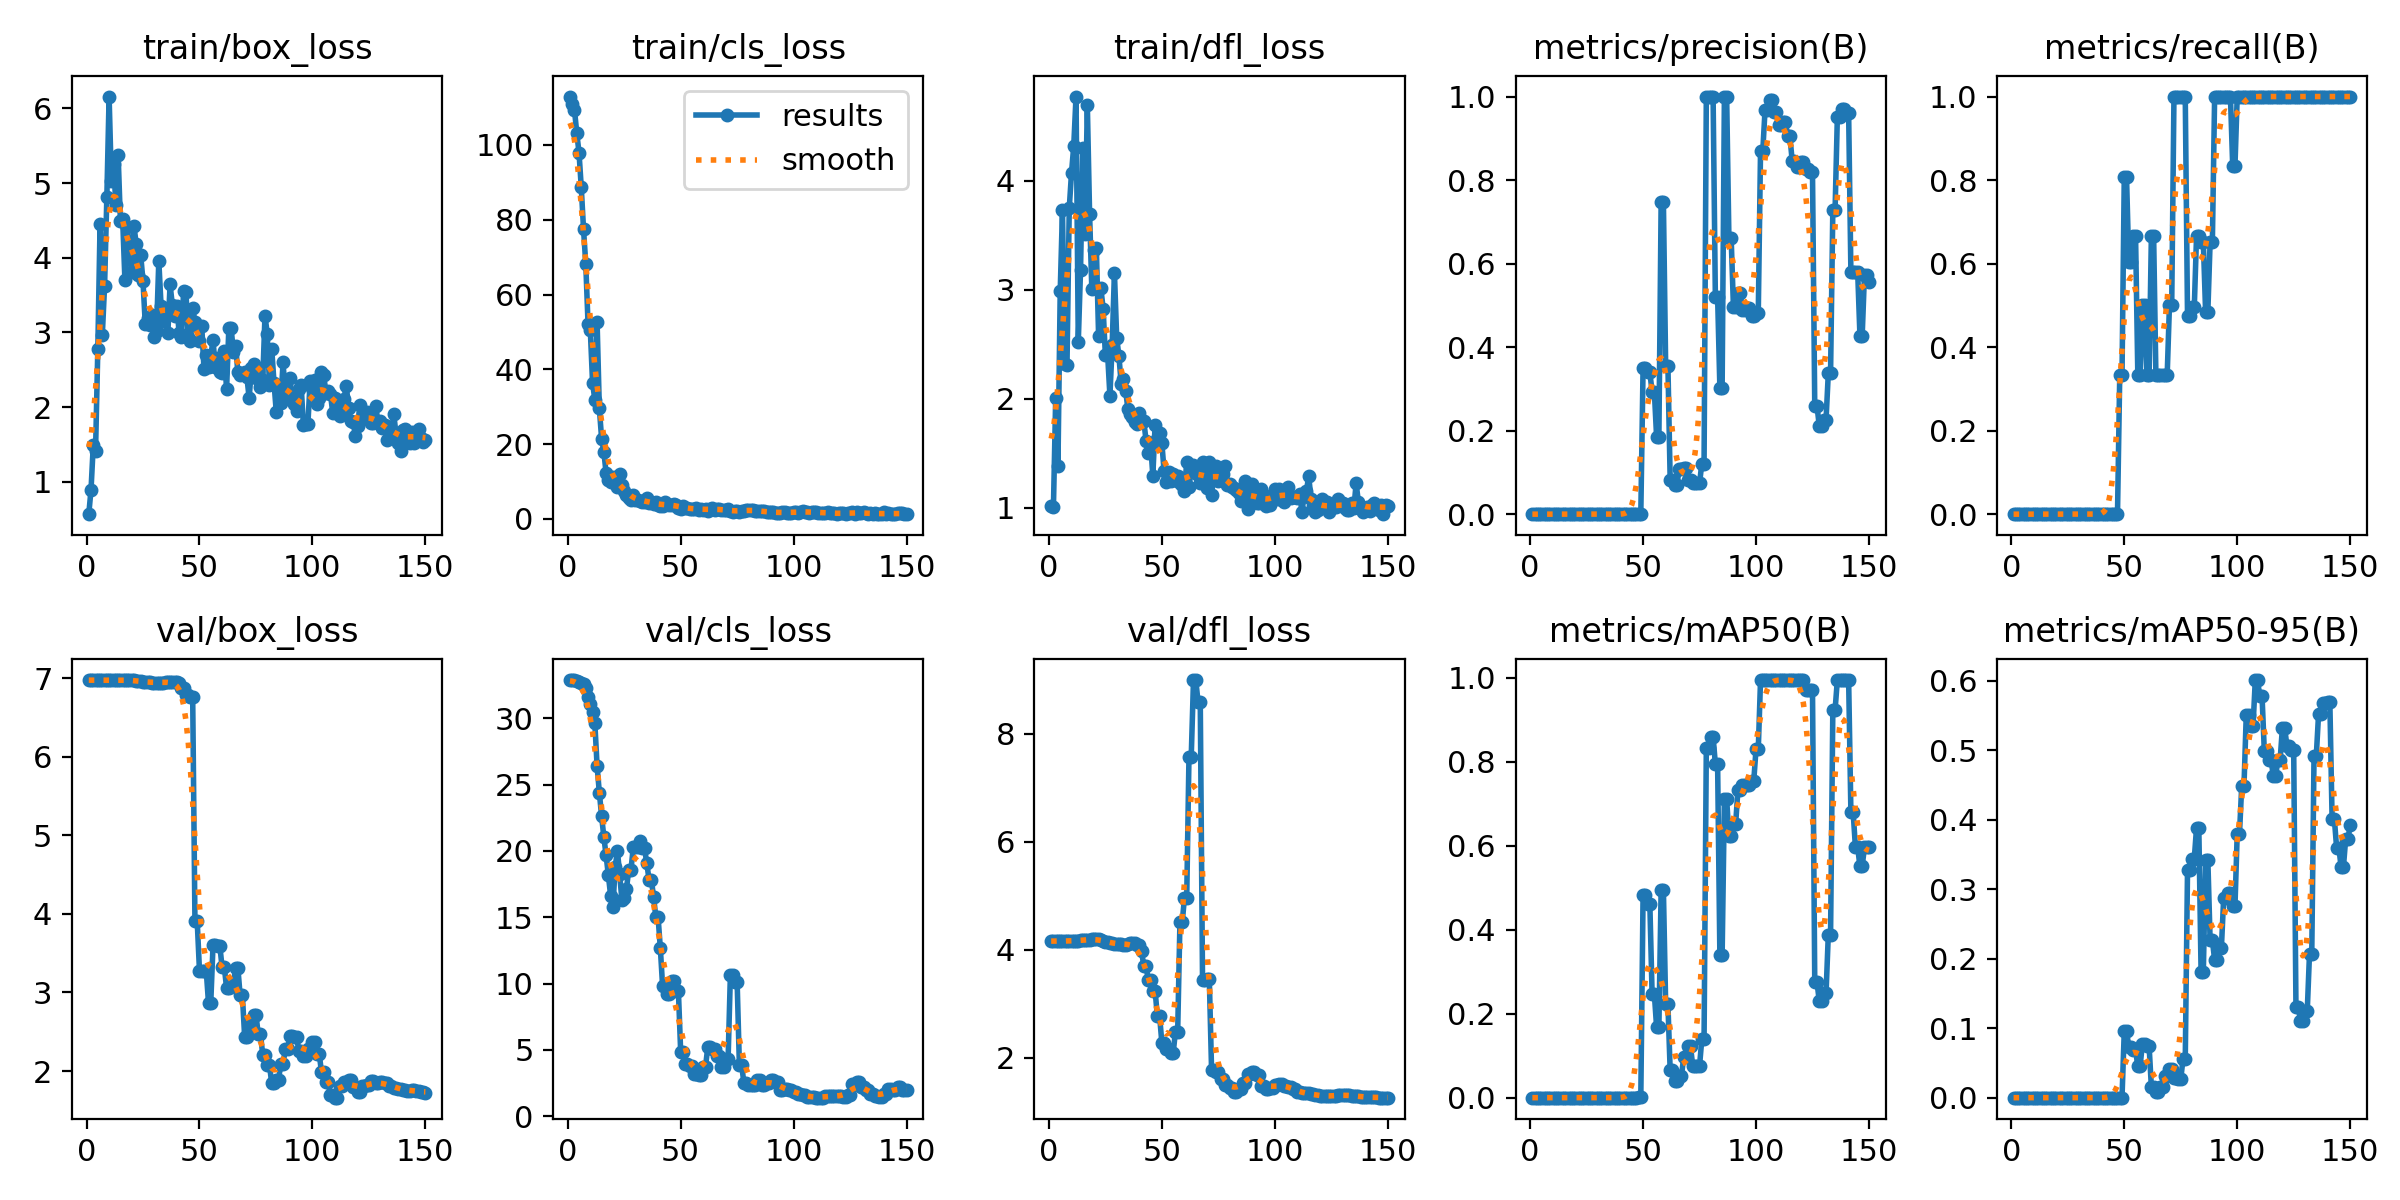 train/box_loss
6
5
4
3
2
1
0 50 100 150
train/cls_loss
results
smooth
100
80
60
40
20
0
0 50 100 150
train/dfl_loss
4
3
2
1
0 50 100 150
metrics/precision(B)
1.0
0.8
0.6
0.4
0.2
0.0
0 50 100 150
metrics/recall(B)
1.0
0.8
0.6
0.4
0.2
0.0
0 50 100 150
val/box_loss
7
6
5
4
3
2
0 50 100 150
val/cls_loss
30
25
20
15
10
5
0
0 50 100 150
val/dfl_loss
8
6
4
2
0 50 100 150
metrics/mAP50(B)
1.0
0.8
0.6
0.4
0.2
0.0
0 50 100 150
metrics/mAP50-95(B)
0.6
0.5
0.4
0.3
0.2
0.1
0.0
0 50 100 150